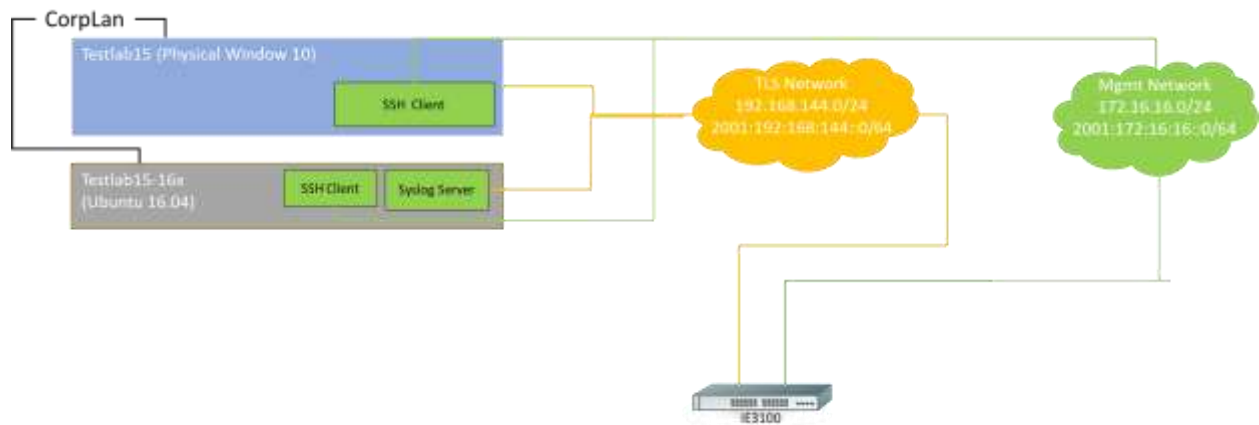 CorpLan
Testlab15 (Physical Window 10)
SSH Client
TLS Network
192.168.144.0/24
2001:192:168:144::0/64
Mgmt Network
172.16.16.0/24
2001:172:16:16::0/64
Testlab15-16a
(Ubuntu 16.04)
SSH Client
Syslog Server
IE3100